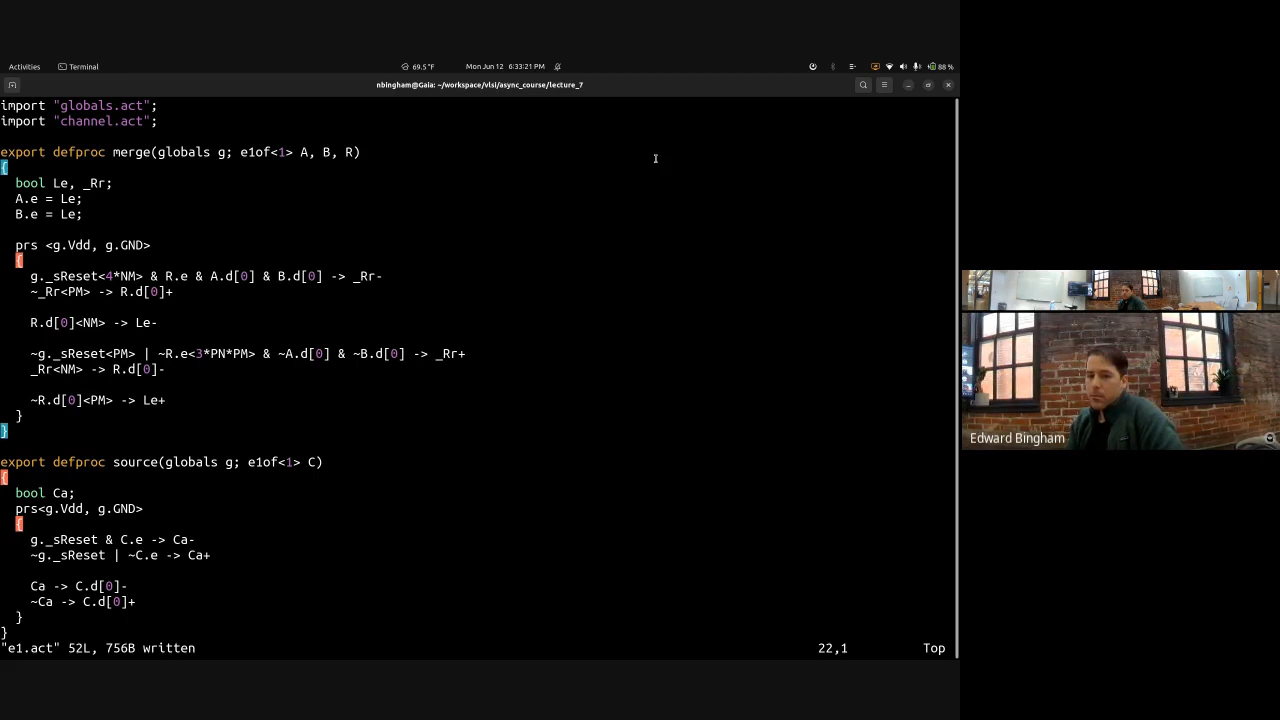 Activities Terminal 69.5 °F Mon Jun 12 6:33:21 PM 88 %
nbingham@Gaia: ~/workspace/vlsi/async_course/lecture_7
import "globals.act";
import "channel.act";
export defproc merge(globals g; e1of<1> A, B, R)
{
bool Le, _Rr;
A.e = Le;
B.e = Le;
prs <g.Vdd, g.GND>
{
g._sReset<4*NM> & R.e & A.d[0] & B.d[0] -> _Rr-
~_Rr<PM> -> R.d[0]+
R.d[0]<NM> -> Le-
~g._sReset<PM> | ~R.e<3*PN*PM> & ~A.d[0] & ~B.d[0] -> _Rr+
_Rr<NM> -> R.d[0]-
~R.d[0]<PM> -> Le+
}
}
export defproc source(globals g; e1of<1> C)
{
bool Ca;
prs<g.Vdd, g.GND>
{
g._sReset & C.e -> Ca-
~g._sReset | ~C.e -> Ca+
Ca -> C.d[0]-
~Ca -> C.d[0]+
}
}
"e1.act" 52L, 756B written 22,1 Top
Edward Bingham